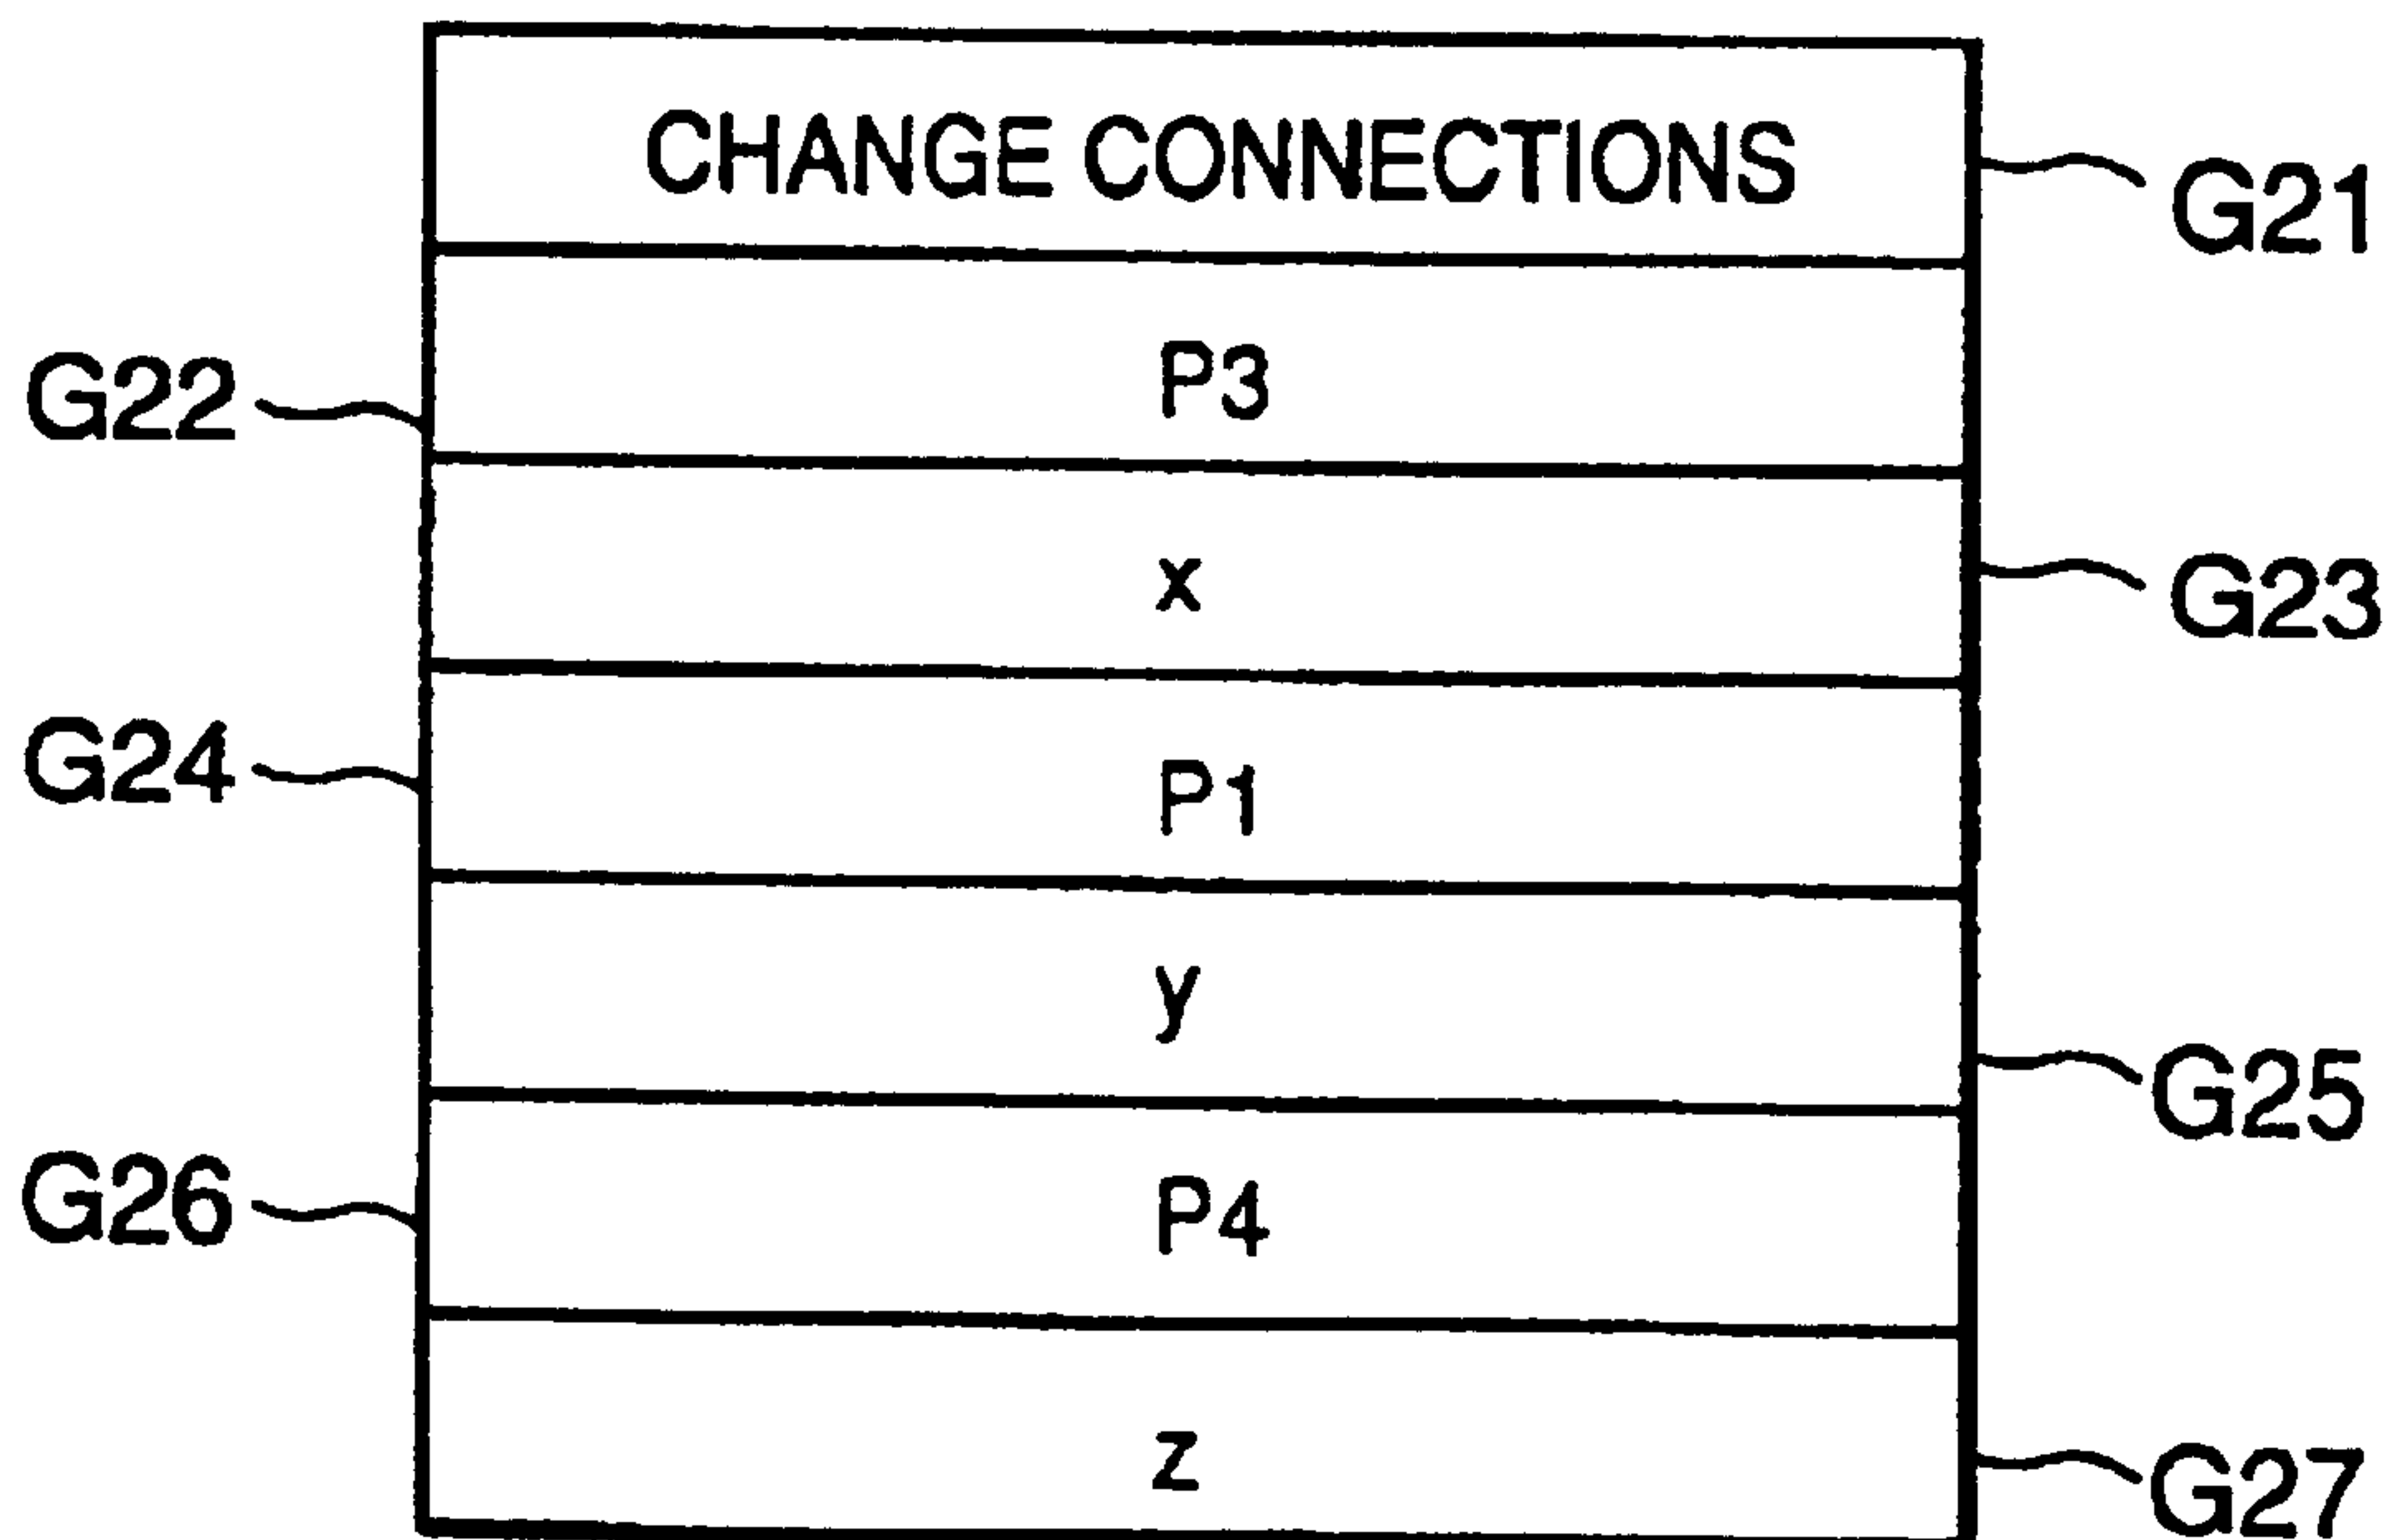 CHANGE CONNECTIONS
G21
P3
G22
x
G23
P1
G24
y
G25
P4
G26
z
G27